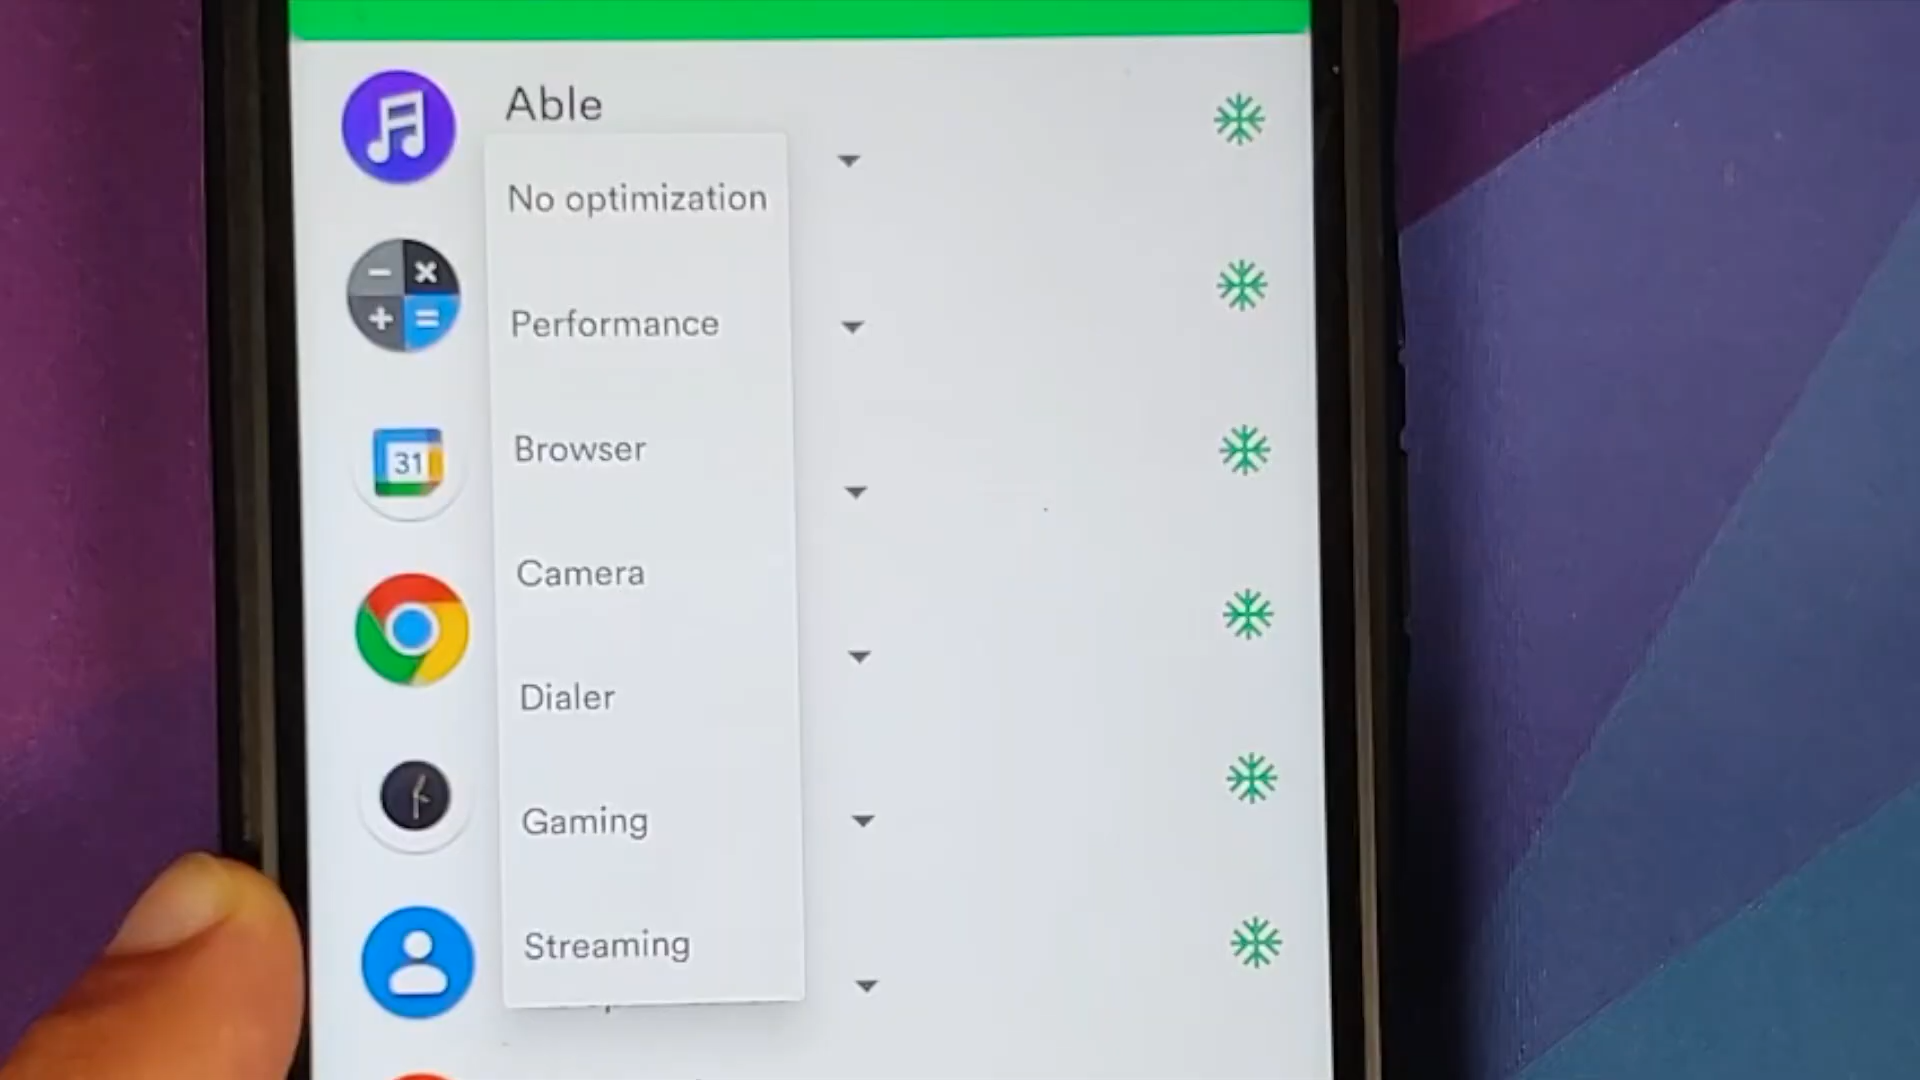 Able
No optimization
Performance
Browser
31
Camera
Dialer
Gaming
Streaming